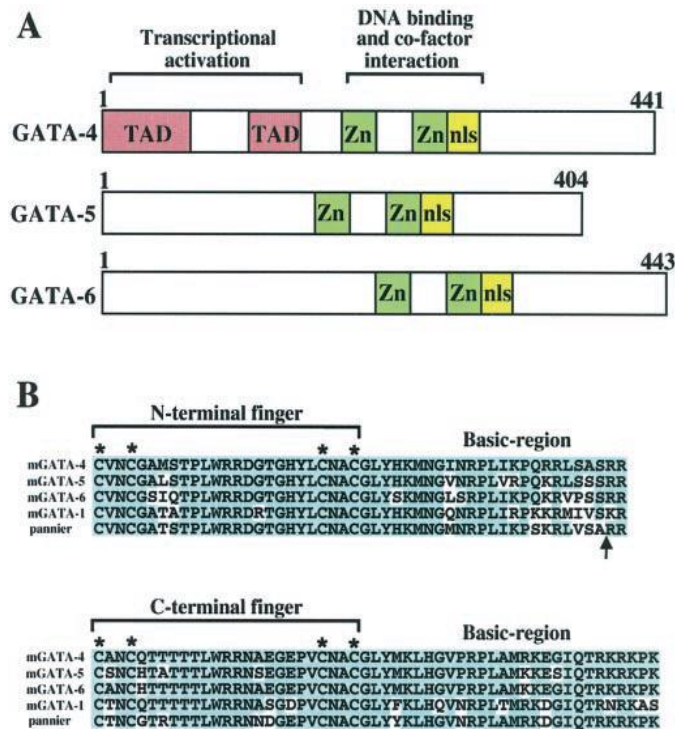 A
Transcriptional
activation
DNA binding
and co-factor
interaction
1 441
GATA-4 TAD TAD Zn Zn nls
1 404
GATA-5 Zn Zn nls
1 443
GATA-6 Zn Zn nls
B
N-terminal finger
* * * * Basic-region
mGATA-4 CVNCGAMSTPLWRRDGTGHYLCNACGLYHKMNGINRPLIKPQRRLSASRR
mGATA-5 CVNCGALSTPLWRRDGTGHYLCNACGLYHKMNGVNRPLVRPQKRLSSSRR
mGATA-6 CVNCGSIQTPLWRRDGTGHYLCNACGLYSKMNGLSRPLIKPQKRVPSSRR
mGATA-1 CVNCGATATPLWRRDRTGHYLCNACGLYHKMNGQNRPLIRPKKRMIVSKR
pannier CVNCGATSTPLWRRDGTGHYLCNACGLYHKMNGMNRPLIKPSKRLVSARR
C-terminal finger
* * * * Basic-region
mGATA-4 CANCQTTTTTLWRRNAEGEPVCNACGLYMKLHGVPRPLAMRKEGIQTRKRKPK
mGATA-5 CSNCHTATTTLWRRNSEGEPVCNACGLYMKLHGVPRPLAMKKESIQTRKRKPK
mGATA-6 CANCHTTTTTLWRRNAEGEPVCNACGLYMKLHGVPRPLAMKKEGIQTRKRKPK
mGATA-1 CTNCQTTTTTLWRRNASGDPVCNACGLYFKLHQVNRPLTMRKDGIQTRNRKAS
pannier CTNCGTRTTTLWRRNNDGEPVCNACGLYYKLHGVNRPLAMRKDGIQTRKRKPK